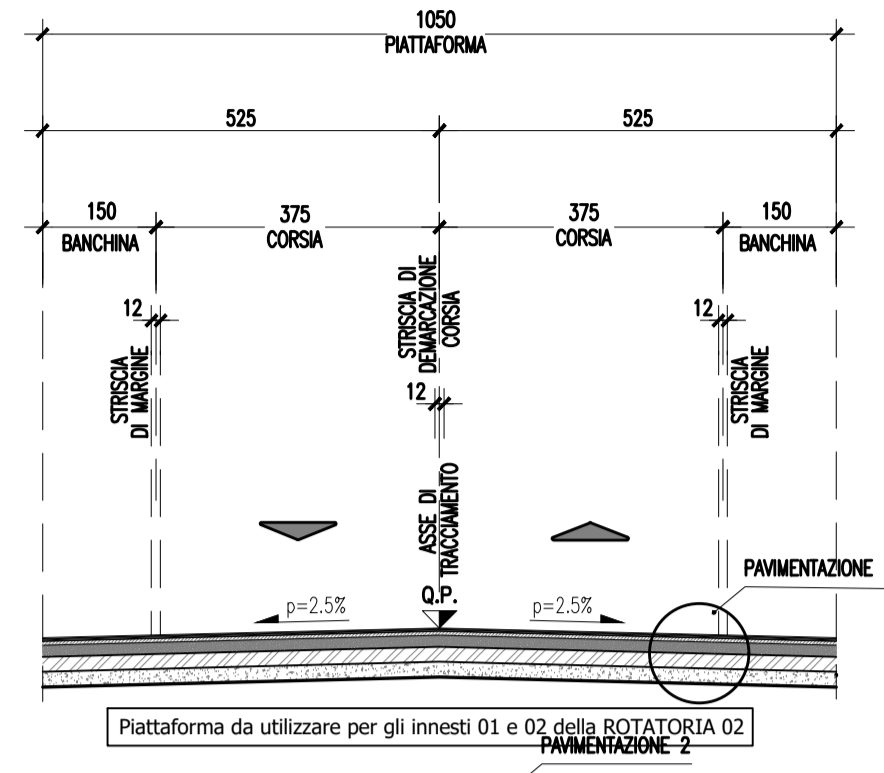 1050
PIATTAFORMA
525
525
150
BANCHINA
375
CORSIA
375
CORSIA
150
BANCHINA
12
STRISCIA
DI MARGINE
STRISCIA DI
DEMARCAZIONE
CORSIA
12
12
STRISCIA
DI MARGINE
ASSE DI
TRACCIAMENTO
Q.P.
p=2.5%
p=2.5%
PAVIMENTAZIONE
Piattaforma da utilizzare per gli innesti 01 e 02 della ROTATORIA 02
PAVIMENTAZIONE 2